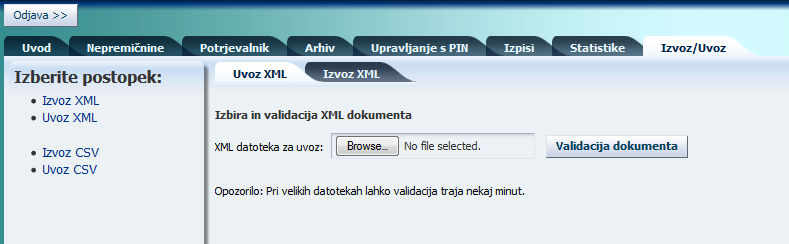 Odjava >>
Uvod Nepremičnine Potrjevalnik Arhiv Upravljanje s PIN Izpisi Statistike Izvoz/Uvoz
Izberite postopek:
Izvoz XML
Uvoz XML
Izvoz CSV
Uvoz CSV
Uvoz XML Izvoz XML
Izbira in validacija XML dokumenta
XML datoteka za uvoz: Browse... No file selected. Validacija dokumenta
Opozorilo: Pri velikih datotekah lahko validacija traja nekaj minut.